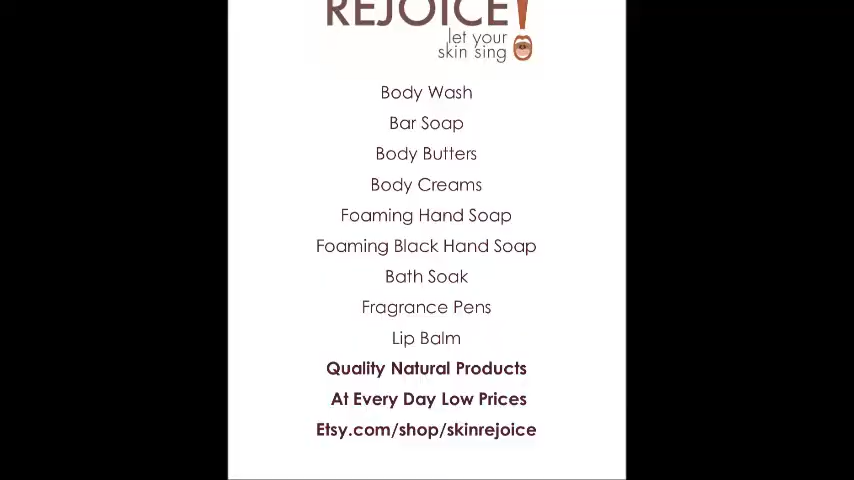 REJOICE!
let your
skin sing
Body Wash
Bar Soap
Body Butters
Body Creams
Foaming Hand Soap
Foaming Black Hand Soap
Bath Soak
Fragrance Pens
Lip Balm
Quality Natural Products
At Every Day Low Prices
Etsy.com/shop/skinrejoice